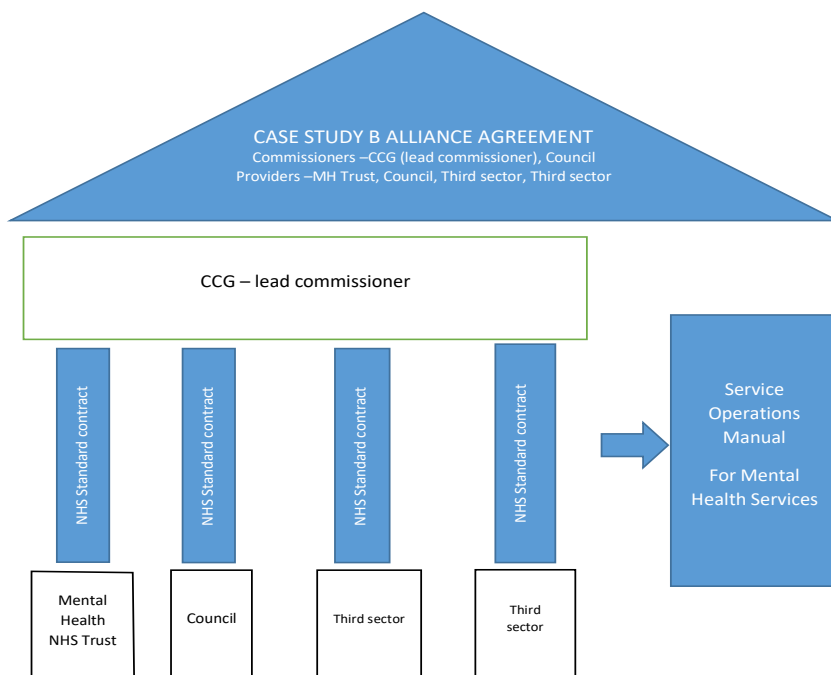 CASE STUDY B ALLIANCE AGREEMENT
Commissioners –CCG (lead commissioner), Council
Providers –MH Trust, Council, Third sector, Third sector
CCG – lead commissioner
NHS Standard contract
NHS Standard contract
NHS Standard contract
NHS Standard contract
Service
Operations
Manual
For Mental
Health Services
Mental
Health
NHS Trust
Council
Third sector
Third
sector